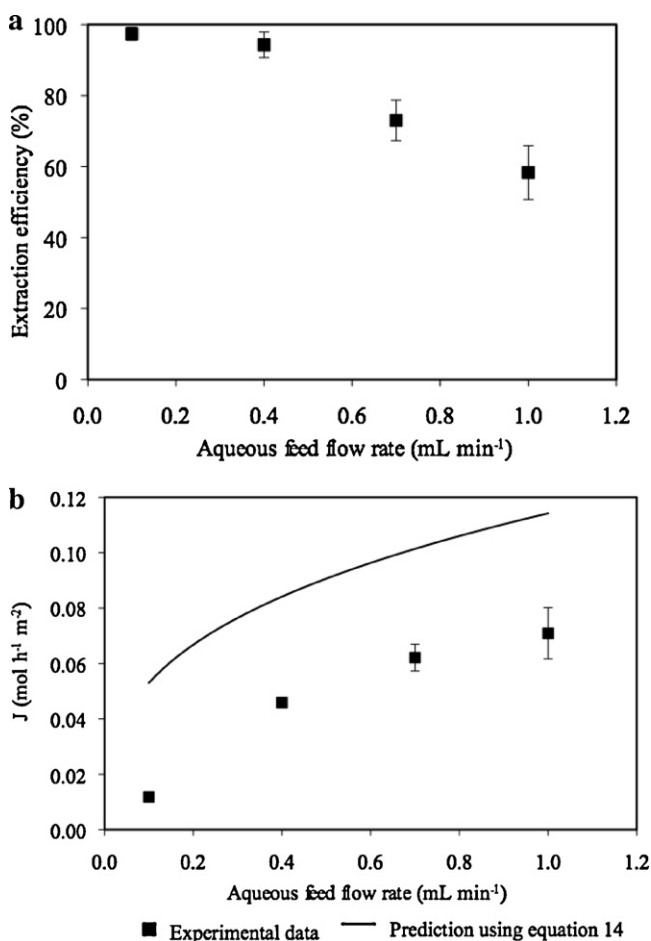 a
100
80
60
40
20
0
Extraction efficiency (%)
0.0 0.2 0.4 0.6 0.8 1.0 1.2
Aqueous feed flow rate (mL min-1)
b
0.12
0.10
0.08
0.06
0.04
0.02
0.00
J (mol h-1 m-2)
0.0 0.2 0.4 0.6 0.8 1.0 1.2
Aqueous feed flow rate (mL min-1)
Experimental data Prediction using equation 14